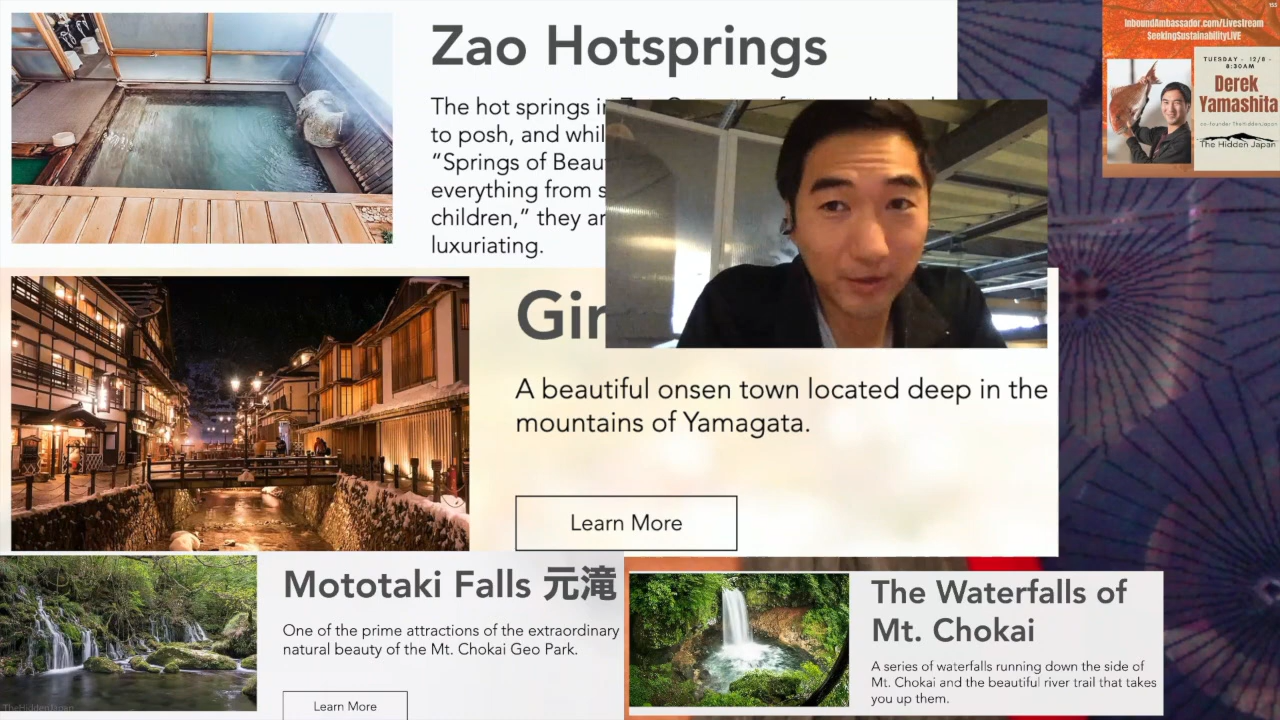 Zao Hotsprings
The hot springs in
to posh, and whil
"Springs of Beau
everything from s
children," they ar
luxuriating.
InboundAmbassador.com/Livestream
SeekingSustainabilityLIVE
TUESDAY - 12/8 -
8:30AM
Derek
Yamashita
co-founder TheHiddenJapan
The Hidden Japan
Gin
A beautiful onsen town located deep in the
mountains of Yamagata.
Learn More
Mototaki Falls 元滝
One of the prime attractions of the extraordinary
natural beauty of the Mt. Chokai Geo Park.
Learn More
TheHiddenJapan
The Waterfalls of
Mt. Chokai
A series of waterfalls running down the side of
Mt. Chokai and the beautiful river trail that takes
you up them.